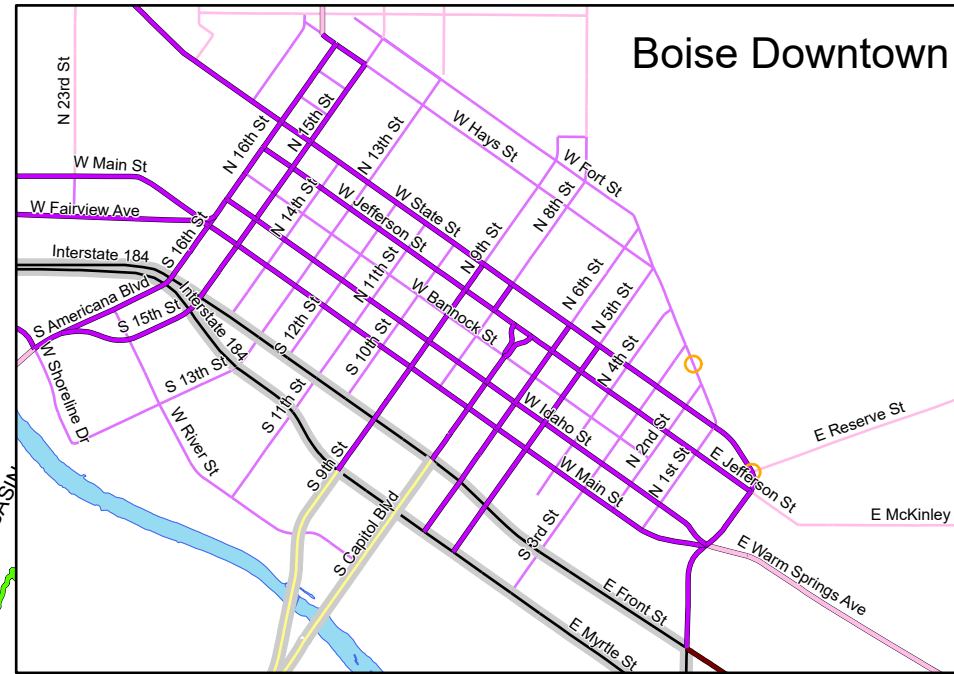 Boise Downtown
N 23rd St
N 16th St
N 15th St
N 13th St
W Hays St
W Fort St
W Main St
W Fairview Ave
N 14th St
W Jefferson St
W State St
N 8th St
N 9th St
S 16th St
Interstate 184
N 11th St
W Bannock St
N 6th St
N 5th St
S Americana Blvd
S 15th St
Interstate 184
S 12th St
S 10th St
N 4th St
W Shoreline Dr
S 13th St
S 11th St
W River St
W Idaho St
N 2nd St
N 1st St
E Reserve St
E Jefferson St
W Main St
S 9th St
S Capitol Blvd
S 3rd St
E McKinley
E Warm Springs Ave
E Front St
E Myrtle St